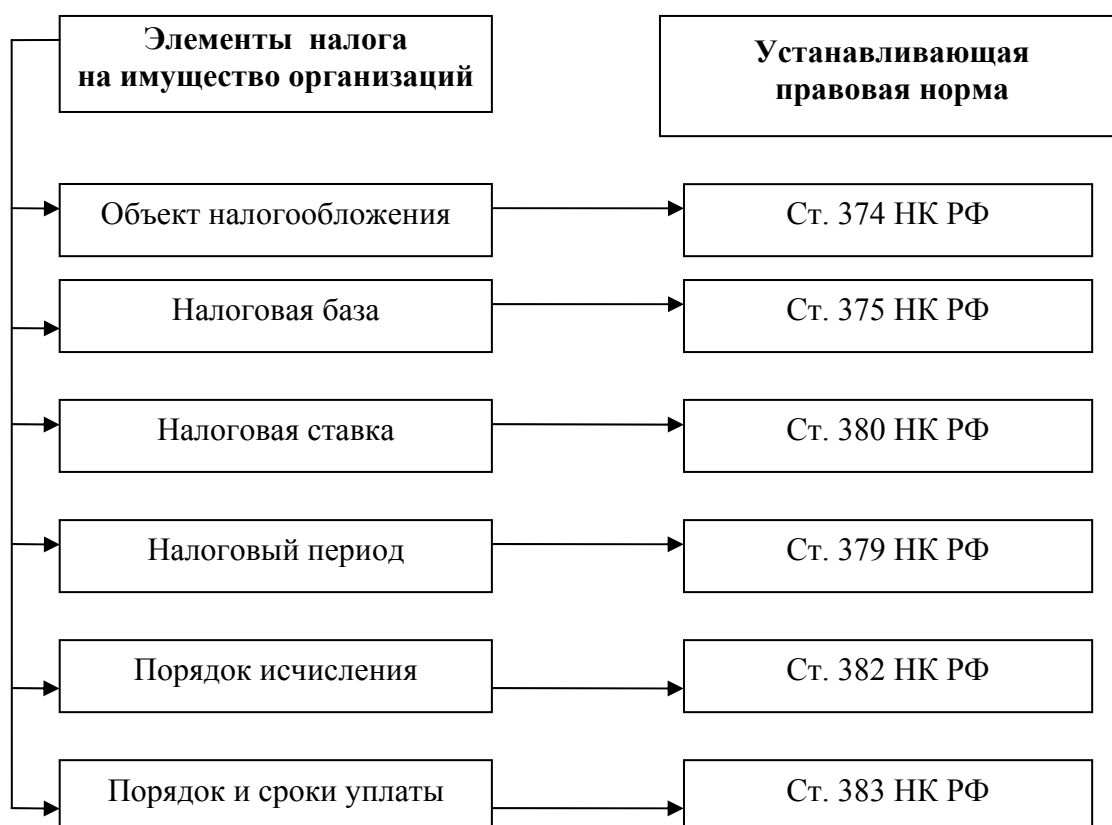 Элементы налога
на имущество организаций
Устанавливающая
правовая норма
Объект налогообложения
Ст. 374 НК РФ
Налоговая база
Ст. 375 НК РФ
Налоговая ставка
Ст. 380 НК РФ
Налоговый период
Ст. 379 НК РФ
Порядок исчисления
Ст. 382 НК РФ
Порядок и сроки уплаты
Ст. 383 НК РФ